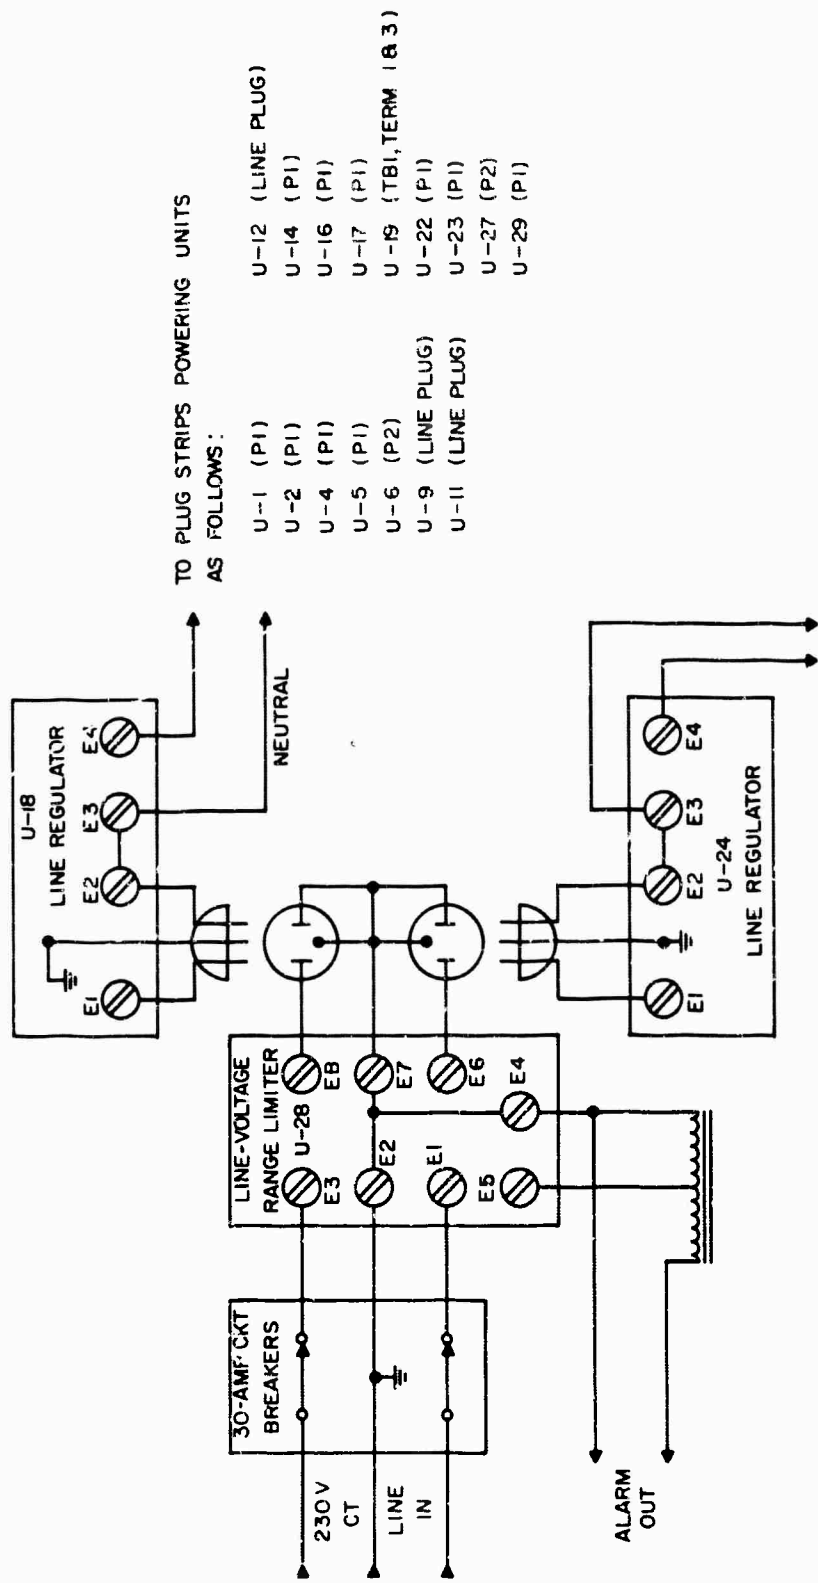 TO PLUG STRIPS POWERING UNITS
AS FOLLOWS:
U-1 (P1)
U-2 (P1)
U-4 (P1)
U-5 (P1)
U-6 (P2)
U-9 (LINE PLUG)
U-11 (LINE PLUG)
U-12 (LINE PLUG)
U-14 (P1)
U-16 (P1)
U-17 (P1)
U-19 (TB1, TERM 1 & 3)
U-22 (P1)
U-23 (P1)
U-27 (P2)
U-29 (P1)
U-18
LINE REGULATOR
E1
E2
E3
E4
NEUTRAL
30-AMP CKT
BREAKERS
230V
CT
LINE
IN
LINE-VOLTAGE
RANGE LIMITER
U-28
E3
E8
E2
E7
E1
E6
E5
E4
ALARM
OUT
E1
E2
E3
E4
U-24
LINE REGULATOR